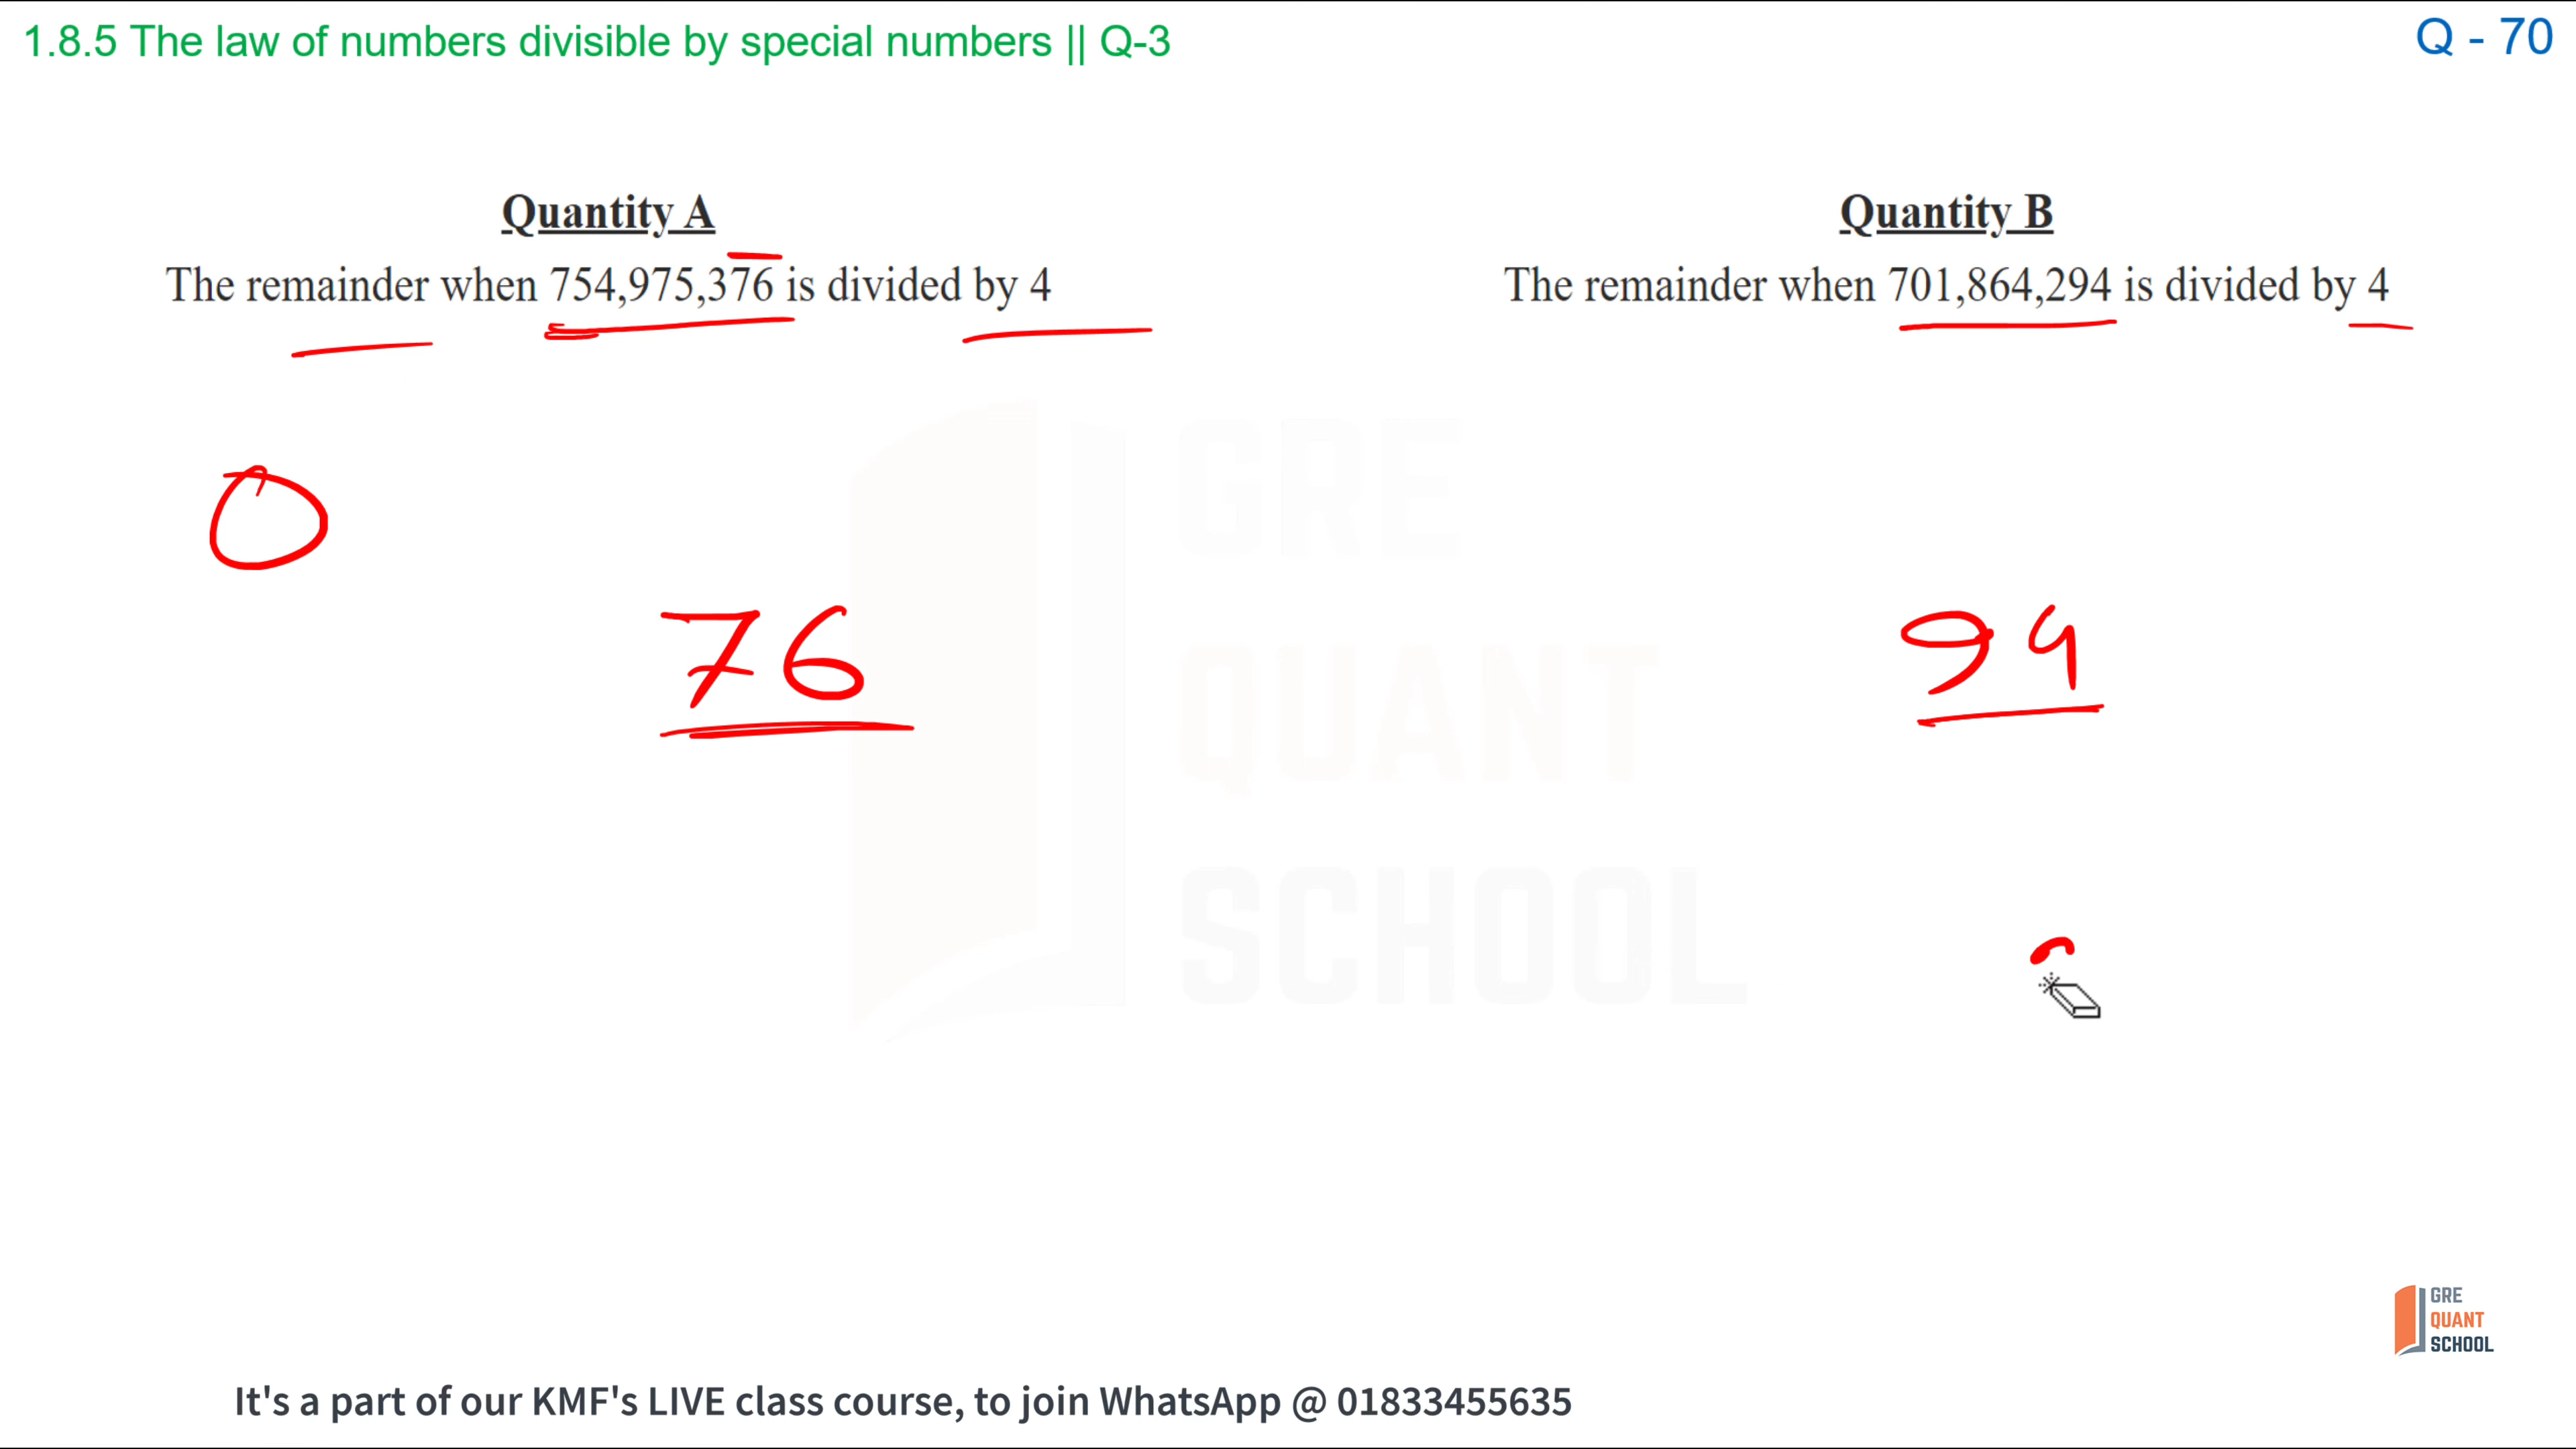 1.8.5 The law of numbers divisible by special numbers || Q-3
Q - 70
Quantity A
Quantity B
The remainder when 754,975,376 is divided by 4
The remainder when 701,864,294 is divided by 4
0
76
94
GRE
QUANT
SCHOOL
GRE
QUANT
SCHOOL
It's a part of our KMF's LIVE class course, to join WhatsApp @ 01833455635